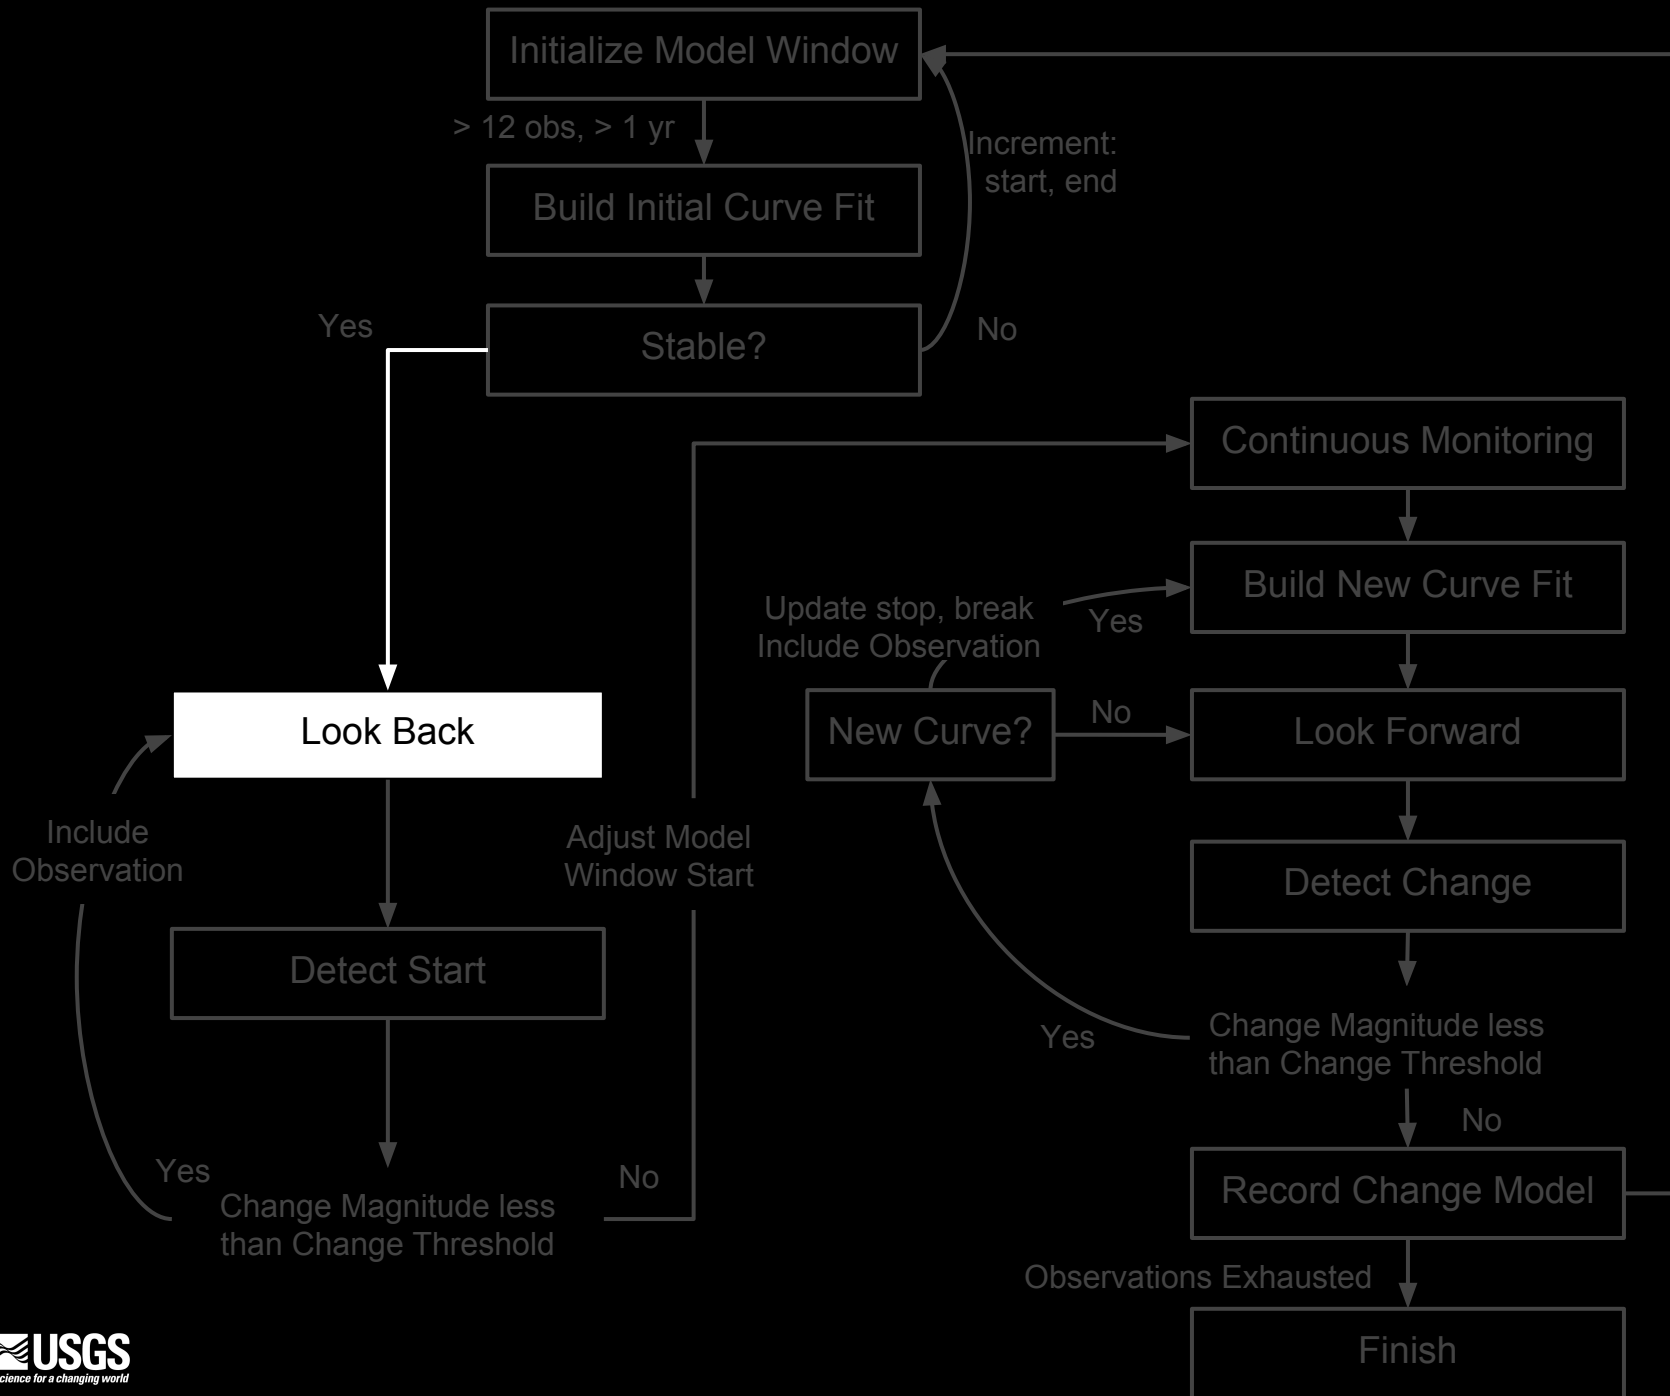 Initialize Model Window
> 12 obs, > 1 yr
Increment:
start, end
Build Initial Curve Fit
Yes
Stable?
No
Continuous Monitoring
Build New Curve Fit
Update stop, break
Include Observation
Yes
Look Back
New Curve?
No
Look Forward
Include
Observation
Adjust Model
Window Start
Detect Change
Detect Start
Yes
Change Magnitude less
than Change Threshold
No
Yes
No
Change Magnitude less
than Change Threshold
Record Change Model
Observations Exhausted
Finish
USGS
science for a changing world